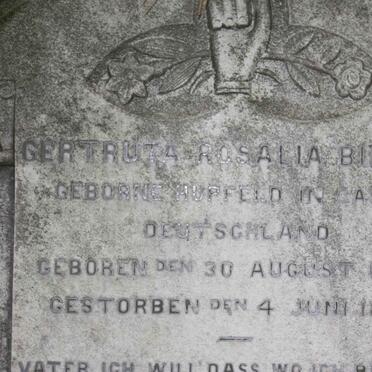 GERTRUTA ROSALIA
GEBORNE HUPFELD IN
DEUTSCHLAND
GEBOREN DEN 30 AUGUST
GESTORBEN DEN 4 JUNI
VATER ICH WILL DASS WO ICH